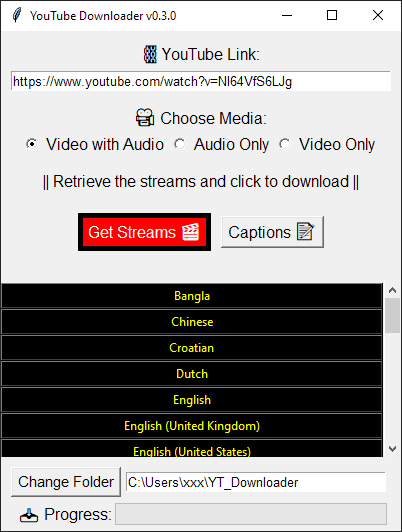 YouTube Downloader v0.3.0
YouTube Link:
https://www.youtube.com/watch?v=Nl64VfS6LJg
Choose Media:
Video with Audio Audio Only Video Only
|| Retrieve the streams and click to download ||
Get Streams Captions
Bangla
Chinese
Croatian
Dutch
English
English (United Kingdom)
English (United States)
Change Folder C:\Users\xxx\YT_Downloader
Progress: